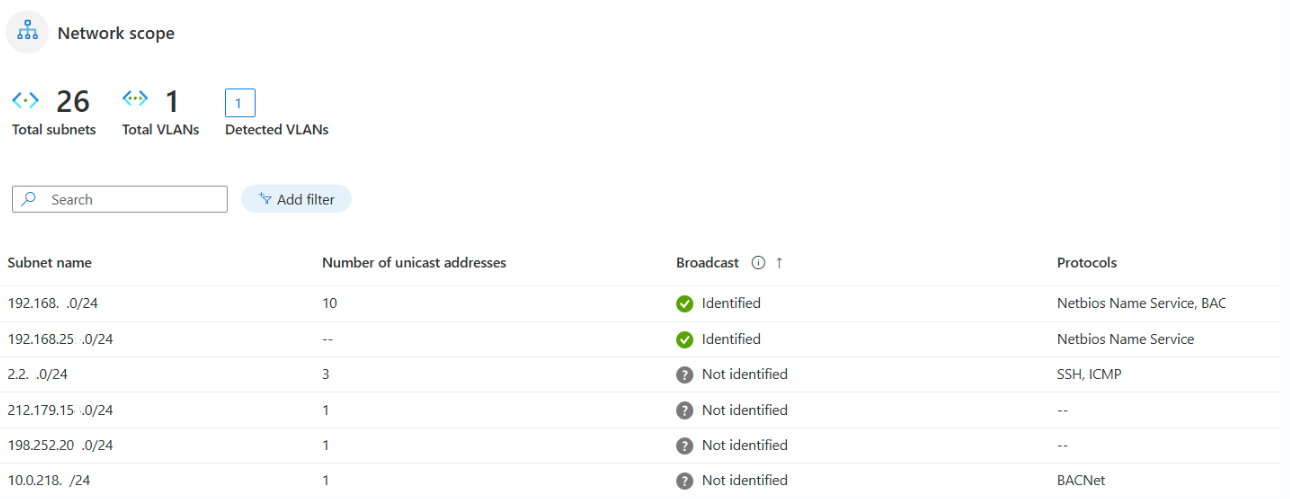 Network scope
26 1 1
Total subnets Total VLANs Detected VLANs
Search Add filter
Subnet name Number of unicast addresses Broadcast ↑ Protocols
192.168. .0/24 10 Identified Netbios Name Service, BAC
192.168.25 .0/24 -- Identified Netbios Name Service
2.2. .0/24 3 Not identified SSH, ICMP
212.179.15 .0/24 1 Not identified --
198.252.20 .0/24 1 Not identified --
10.0.218. /24 1 Not identified BACNet